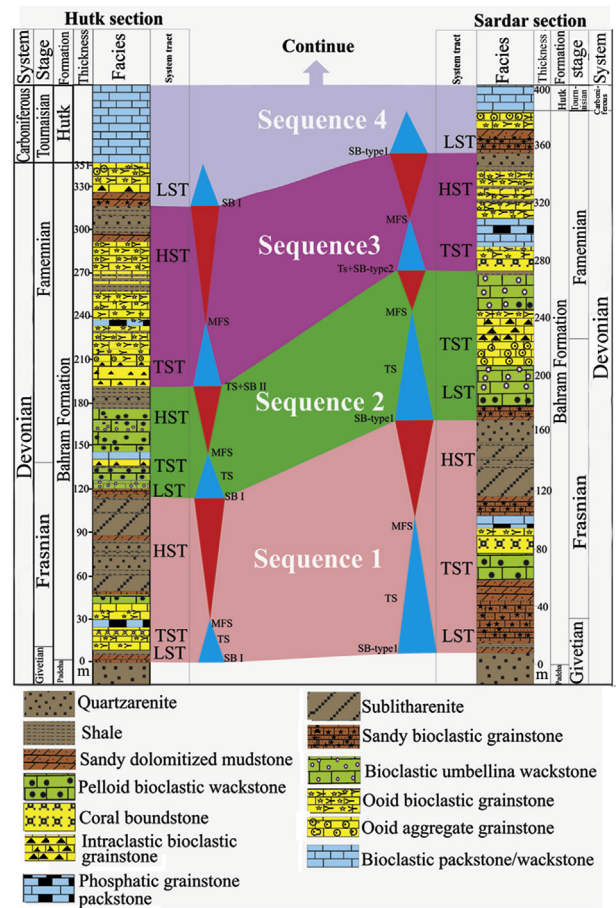 Hutk section
Sardar section
System
Stage
Formation
Thickness
Facies
System tract
Continue
System tract
Facies
Thickness
Formation
stage
System
Carboniferous
Tournaisian
Hutk
Devonian
Famennian
Frasnian
Givetian
Bahram Formation
Padeha
351
330
300
270
240
210
180
150
120
90
60
30
0
m
LST
HST
TST
HST
TST
LST
HST
TST
LST
SB I
MFS
TS+SB II
MFS
TS
SB I
MFS
TS
SB I
Sequence 4
Sequence3
Sequence 2
Sequence 1
SB-type1
MFS
Ts+SB-type2
MFS
TS
SB-type1
MFS
TS
SB-type1
LST
HST
TST
TST
LST
HST
TST
LST
400
360
320
280
240
200
160
120
80
40
0
m
Hutk
Bahram Formation
Padeha
Tourn-
aisian
Famennian
Frasnian
Givetian
Carboniferous
Devonian
Quartzarenite
Shale
Sandy dolomitized mudstone
Pelloid bioclastic wackstone
Coral boundstone
Intraclastic bioclastic
grainstone
Phosphatic grainstone
packstone
Sublitharenite
Sandy bioclastic grainstone
Bioclastic umbellina wackstone
Ooid bioclastic grainstone
Ooid aggregate grainstone
Bioclastic packstone/wackstone